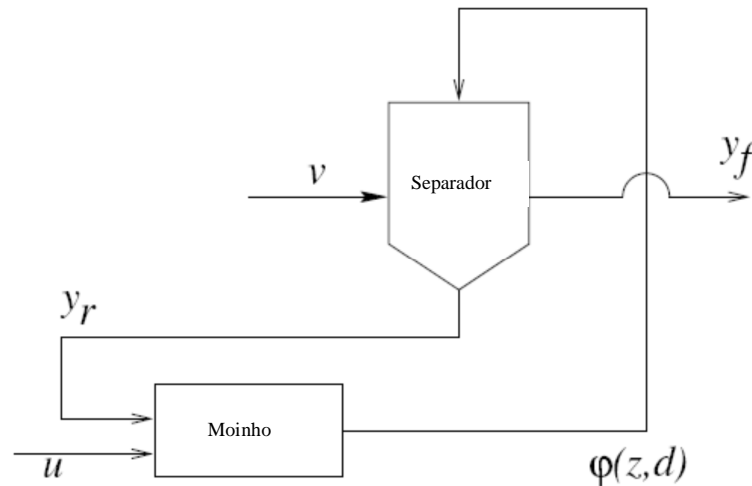 y_f
v
Separador
y_r
Moinho
u
φ(z,d)